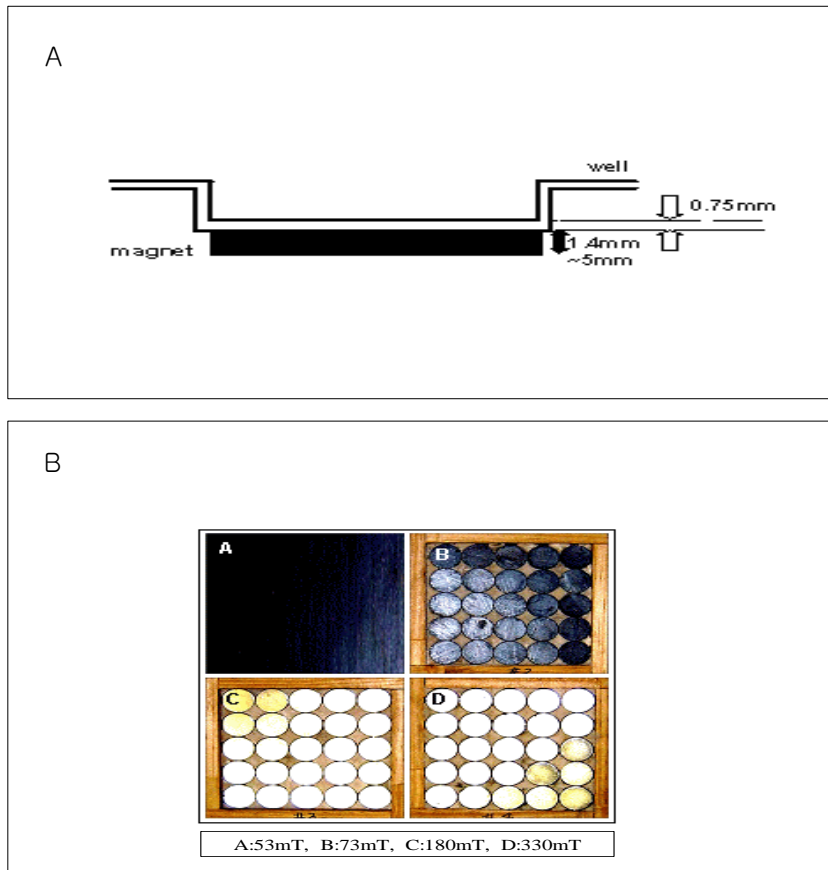 A
well
0.75mm
magnet
1.4mm
~5mm
B
A
B
C
D
A:53mT, B:73mT, C:180mT, D:330mT